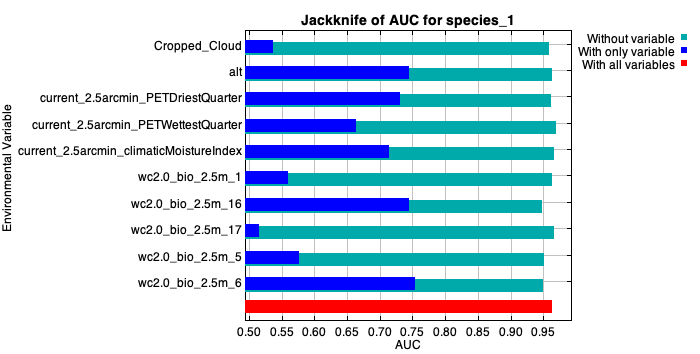 Jackknife of AUC for species_1
Without variable
With only variable
With all variables
Environmental Variable
Cropped_Cloud
alt
current_2.5arcmin_PETDriestQuarter
current_2.5arcmin_PETWettestQuarter
current_2.5arcmin_climaticMoistureIndex
wc2.0_bio_2.5m_1
wc2.0_bio_2.5m_16
wc2.0_bio_2.5m_17
wc2.0_bio_2.5m_5
wc2.0_bio_2.5m_6
0.50 0.55 0.60 0.65 0.70 0.75 0.80 0.85 0.90 0.95
AUC